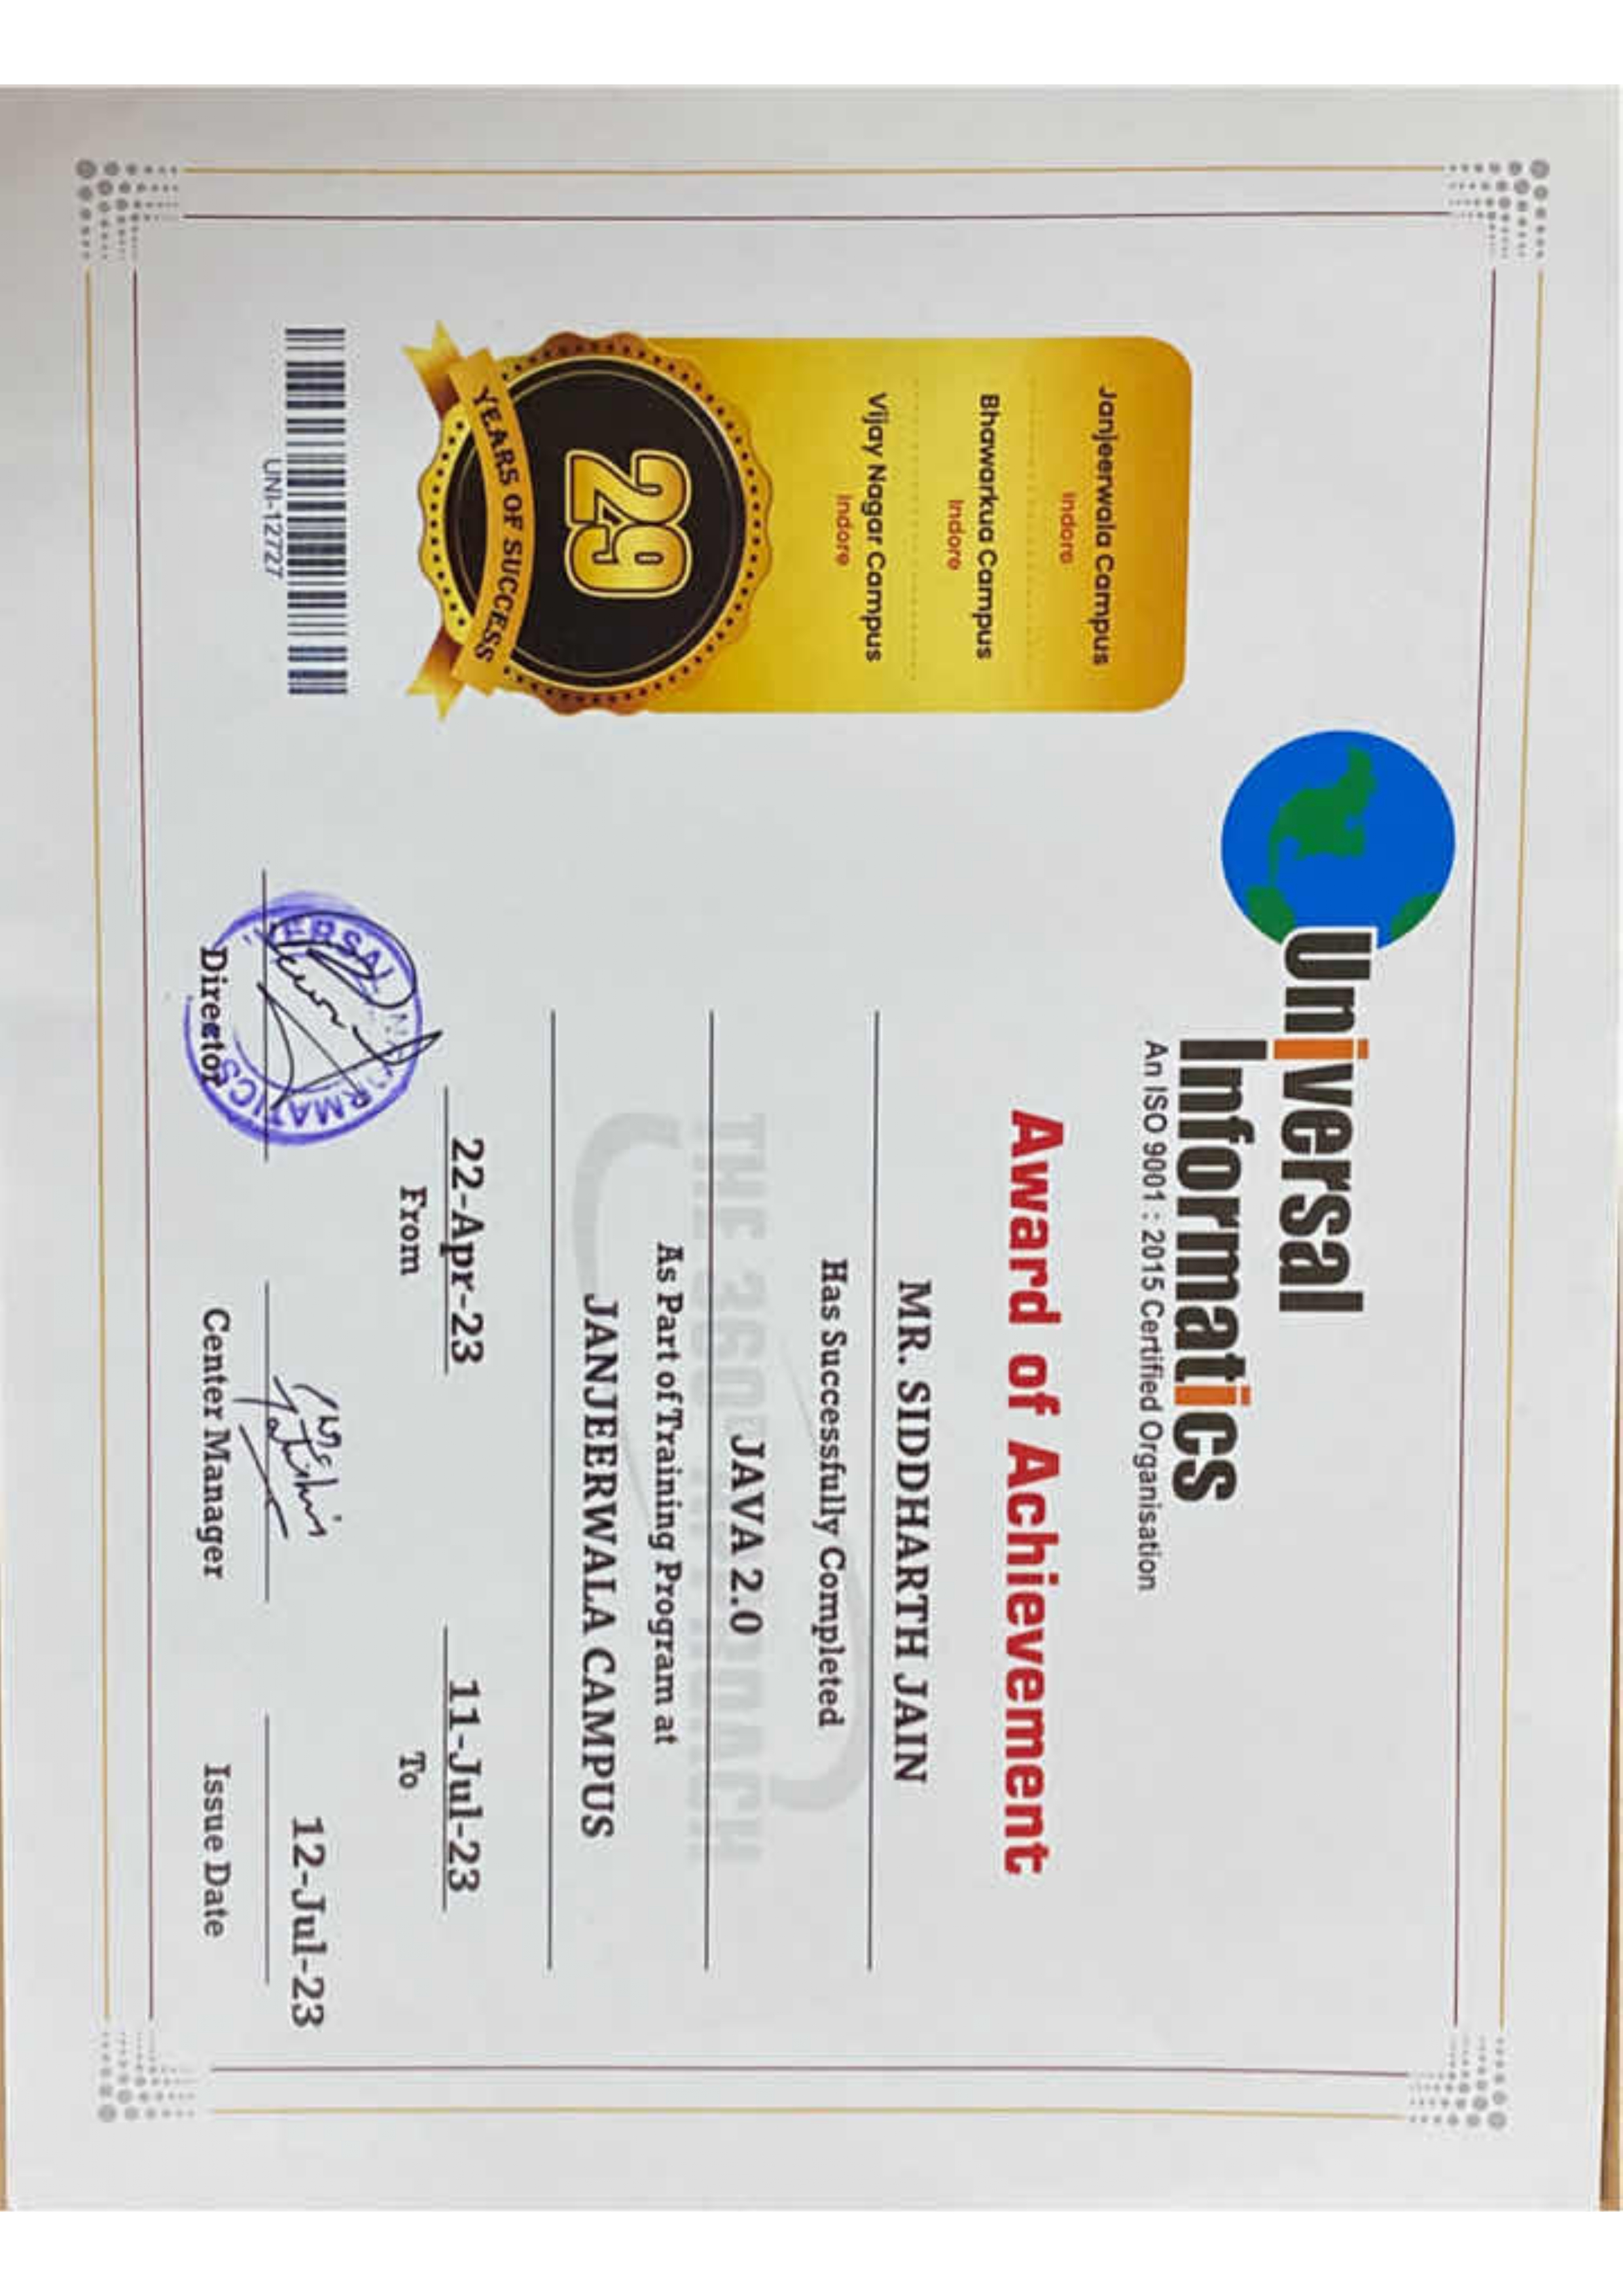 Universal
Informatics
An ISO 9001 : 2015 Certified Organisation
Janjeerwala Campus
Indore
Bhawarkua Campus
Indore
Vijay Nagar Campus
Indore
29
YEARS OF SUCCESS
UNI-12727
Award of Achievement
MR. SIDDHARTH JAIN
Has Successfully Completed
JAVA 2.0
As Part of Training Program at
JANJEERWALA CAMPUS
22-Apr-23
11-Jul-23
From
To
12-Jul-23
Director
Center Manager
Issue Date